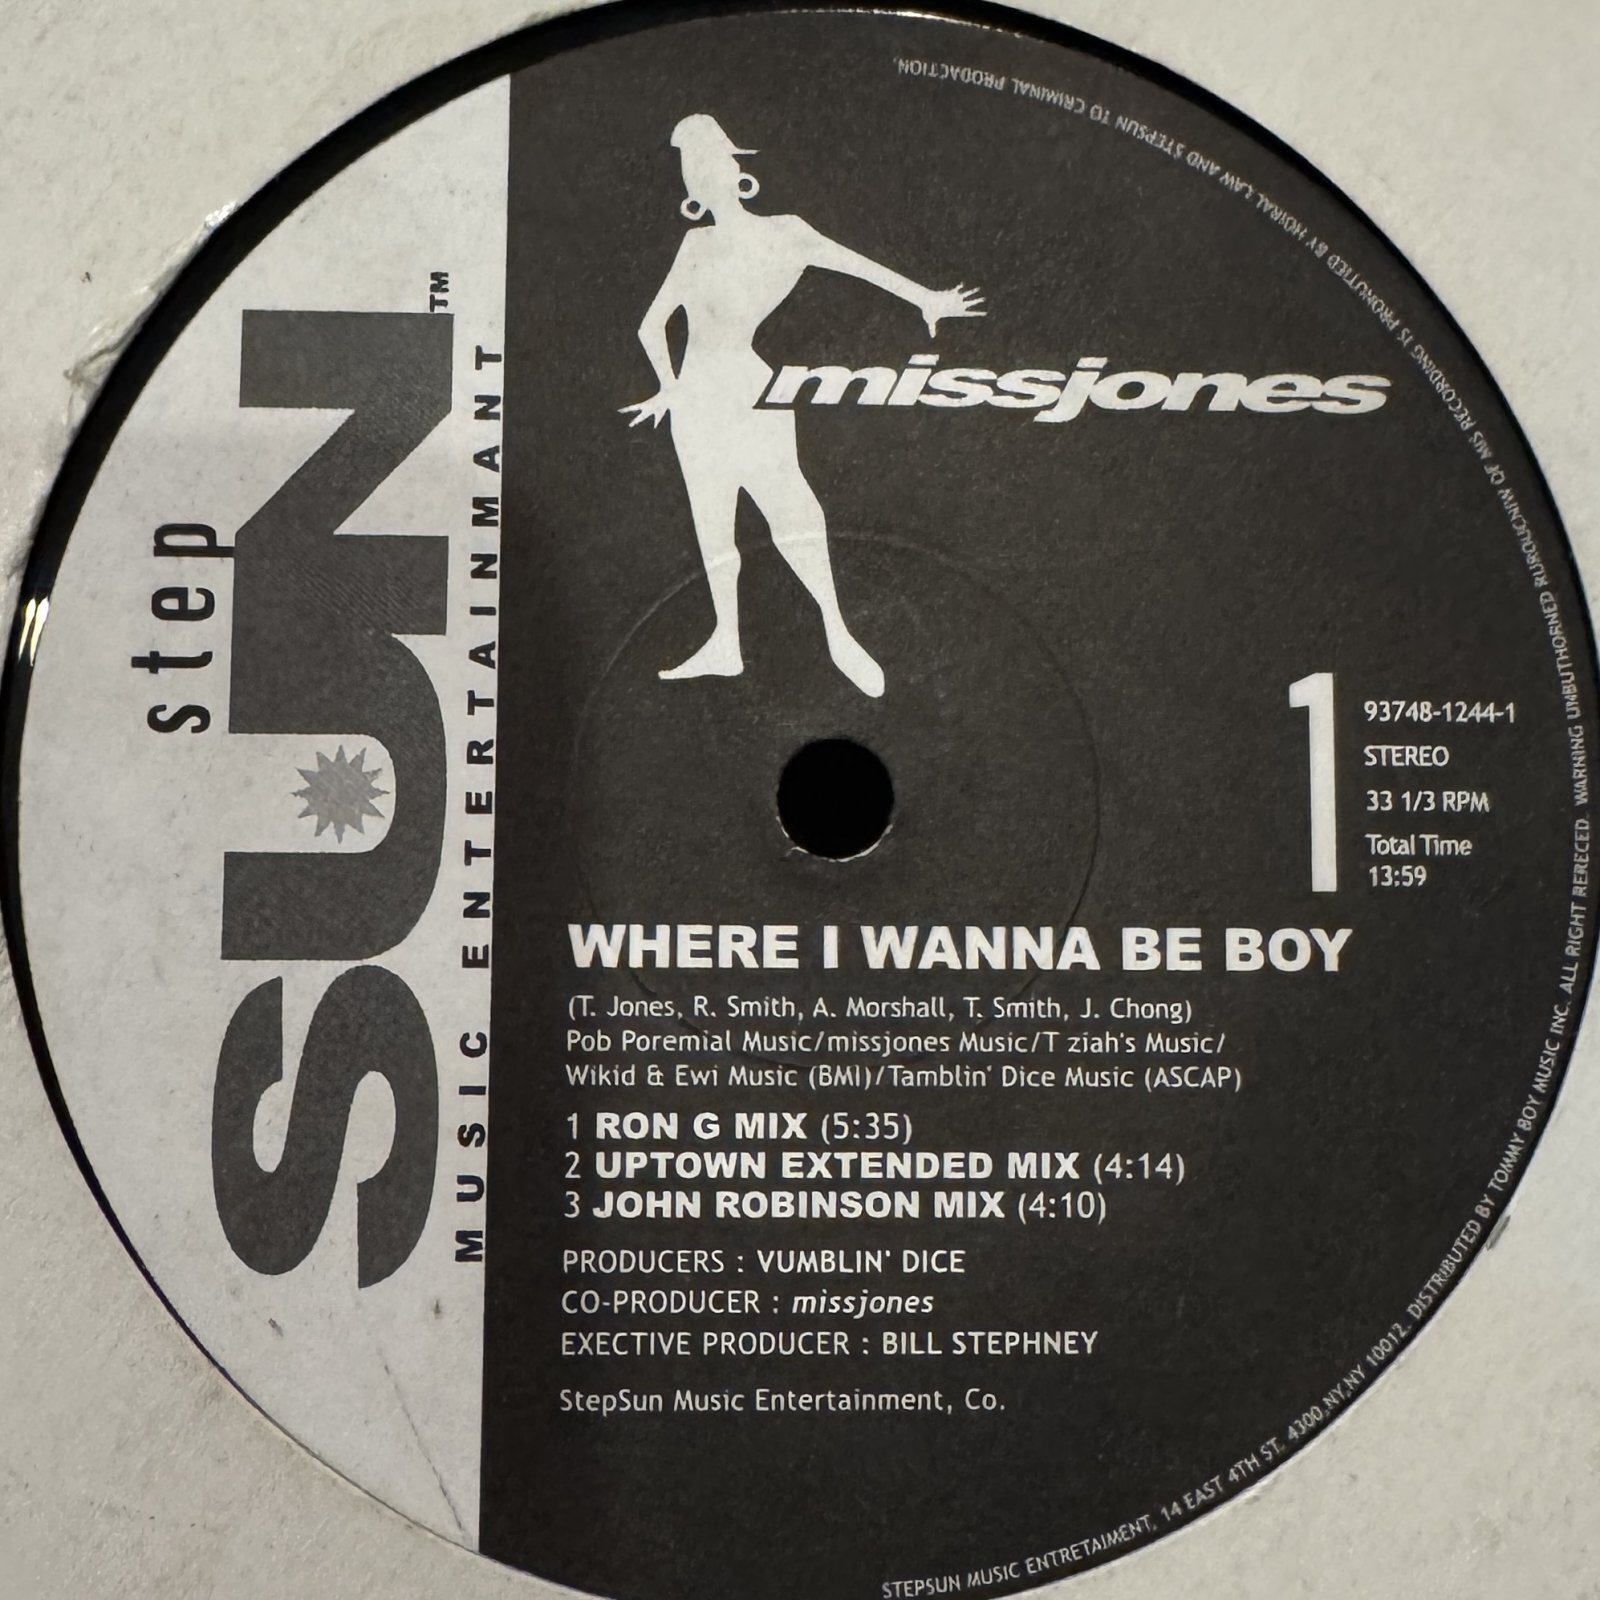 step
SUN
TM
MUSIC ENTERTAINMANT
missjones
1
93748-1244-1
STEREO
33 1/3 RPM
Total Time
13:59
WHERE I WANNA BE BOY
(T. Jones, R. Smith, A. Morshall, T. Smith, J. Chong)
Pob Poremial Music/missjones Music/T ziah's Music/
Wikid & Ewi Music (BMI)/Tamblin' Dice Music (ASCAP)
1 RON G MIX (5:35)
2 UPTOWN EXTENDED MIX (4:14)
3 JOHN ROBINSON MIX (4:10)
PRODUCERS : VUMBLIN' DICE
CO-PRODUCER : missjones
EXECTIVE PRODUCER : BILL STEPHNEY
StepSun Music Entertainment, Co.
STEPSUN MUSIC ENTRETAIMENT, 14 EAST 4TH ST. 4300,NY,NY 10012. DISTRIBUTED BY TOMMY BOY MUSIC INC. ALL RIGHT RERECED. WARNING UNBUTHORNED OF MIS RECORDING IS BY LAW AND STEPSUN TO CRIMINAL PRODACTION.